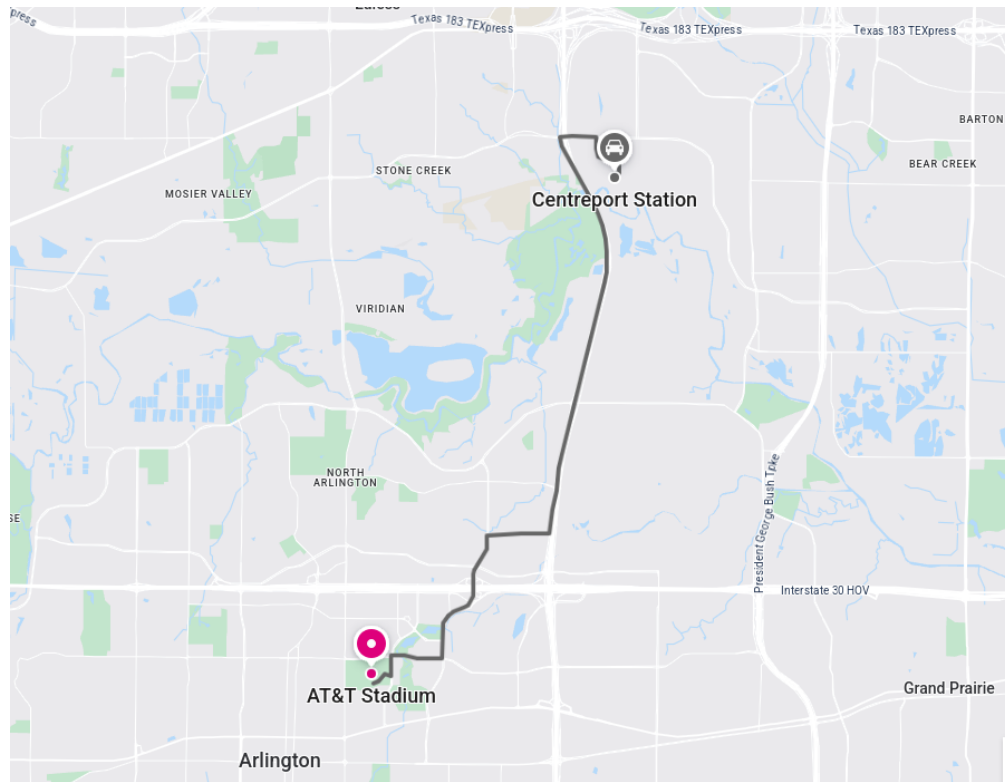 Texas 183 TEXpress
Texas 183 TEXpress
Texas 183 TEXpress
BARTON
STONE CREEK
BEAR CREEK
MOSIER VALLEY
Centreport Station
VIRIDIAN
NORTH
ARLINGTON
President George Bush Tpke
Interstate 30 HOV
AT&T Stadium
Grand Prairie
Arlington